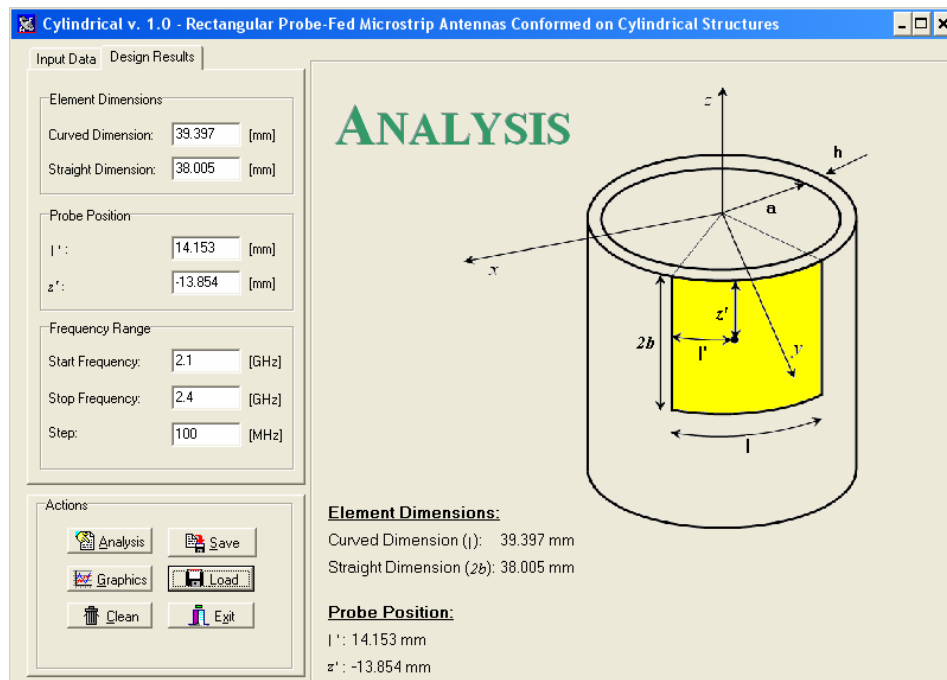 Cylindrical v. 1.0 - Rectangular Probe-Fed Microstrip Antennas Conformed on Cylindrical Structures
Input Data Design Results
Element Dimensions
Curved Dimension: 39.397 [mm]
Straight Dimension: 38.005 [mm]
Probe Position
l': 14.153 [mm]
z': -13.854 [mm]
Frequency Range
Start Frequency: 2.1 [GHz]
Stop Frequency: 2.4 [GHz]
Step: 100 [MHz]
Actions
Analysis Save
Graphics Load
Clean Exit
ANALYSIS
z
h
a
x
z'
2b
l'
y
l
Element Dimensions:
Curved Dimension (l): 39.397 mm
Straight Dimension (2b): 38.005 mm
Probe Position:
l': 14.153 mm
z': -13.854 mm